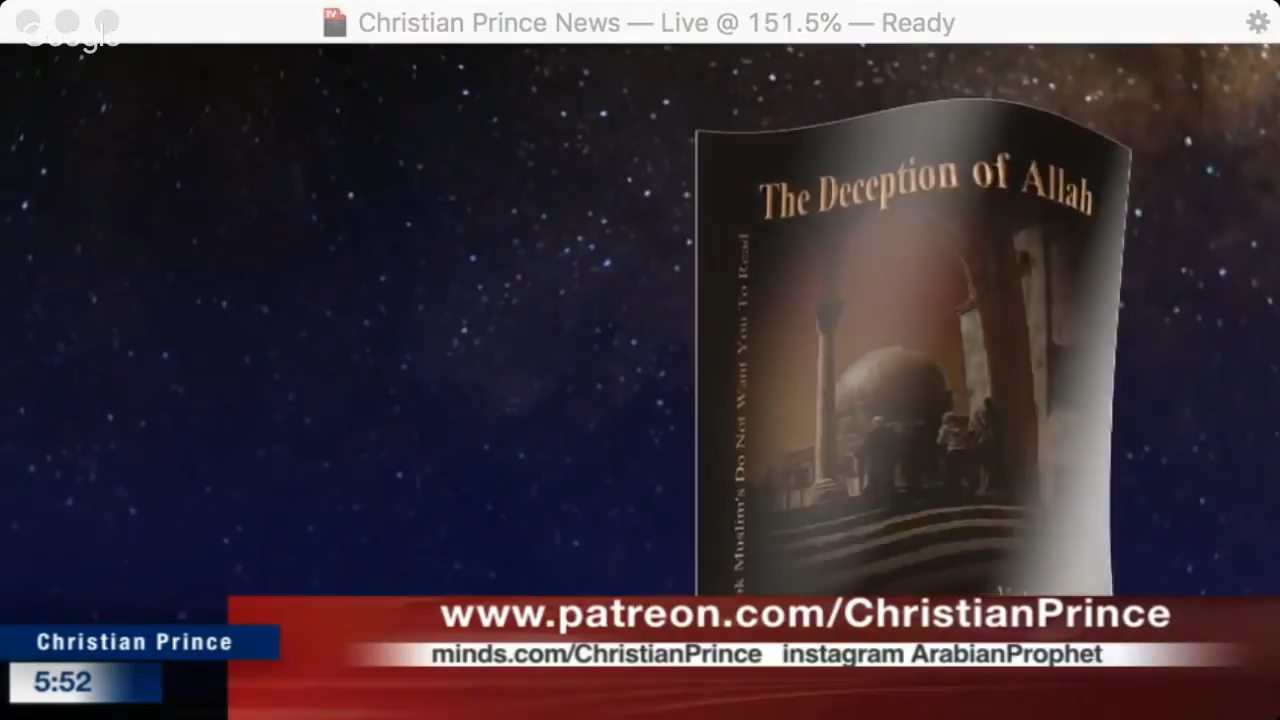 Christian Prince News — Live @ 151.5% — Ready
Google
The Deception of Allah
Muslim's Do Not Want You To Read
www.patreon.com/ChristianPrince
Christian Prince
minds.com/ChristianPrince instagram ArabianProphet
5:52